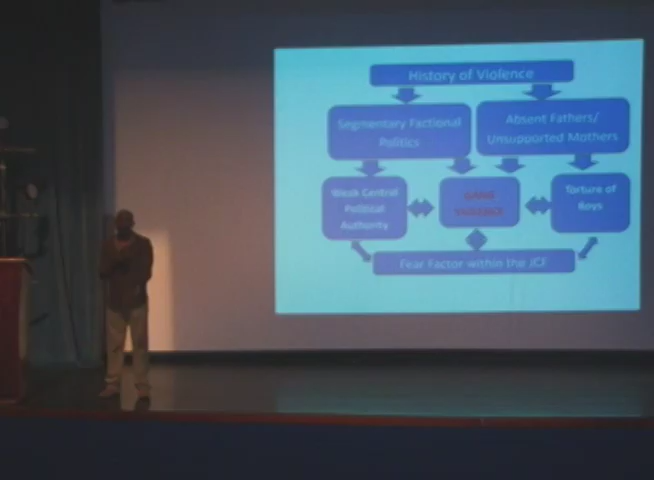 History of Violence
Segmentary Factional
Politics
Absent Fathers/
Unsupported Mothers
Weak Central
Political
Authority
GANG
VIOLENCE
Torture of
Boys
Fear Factor within the JCF